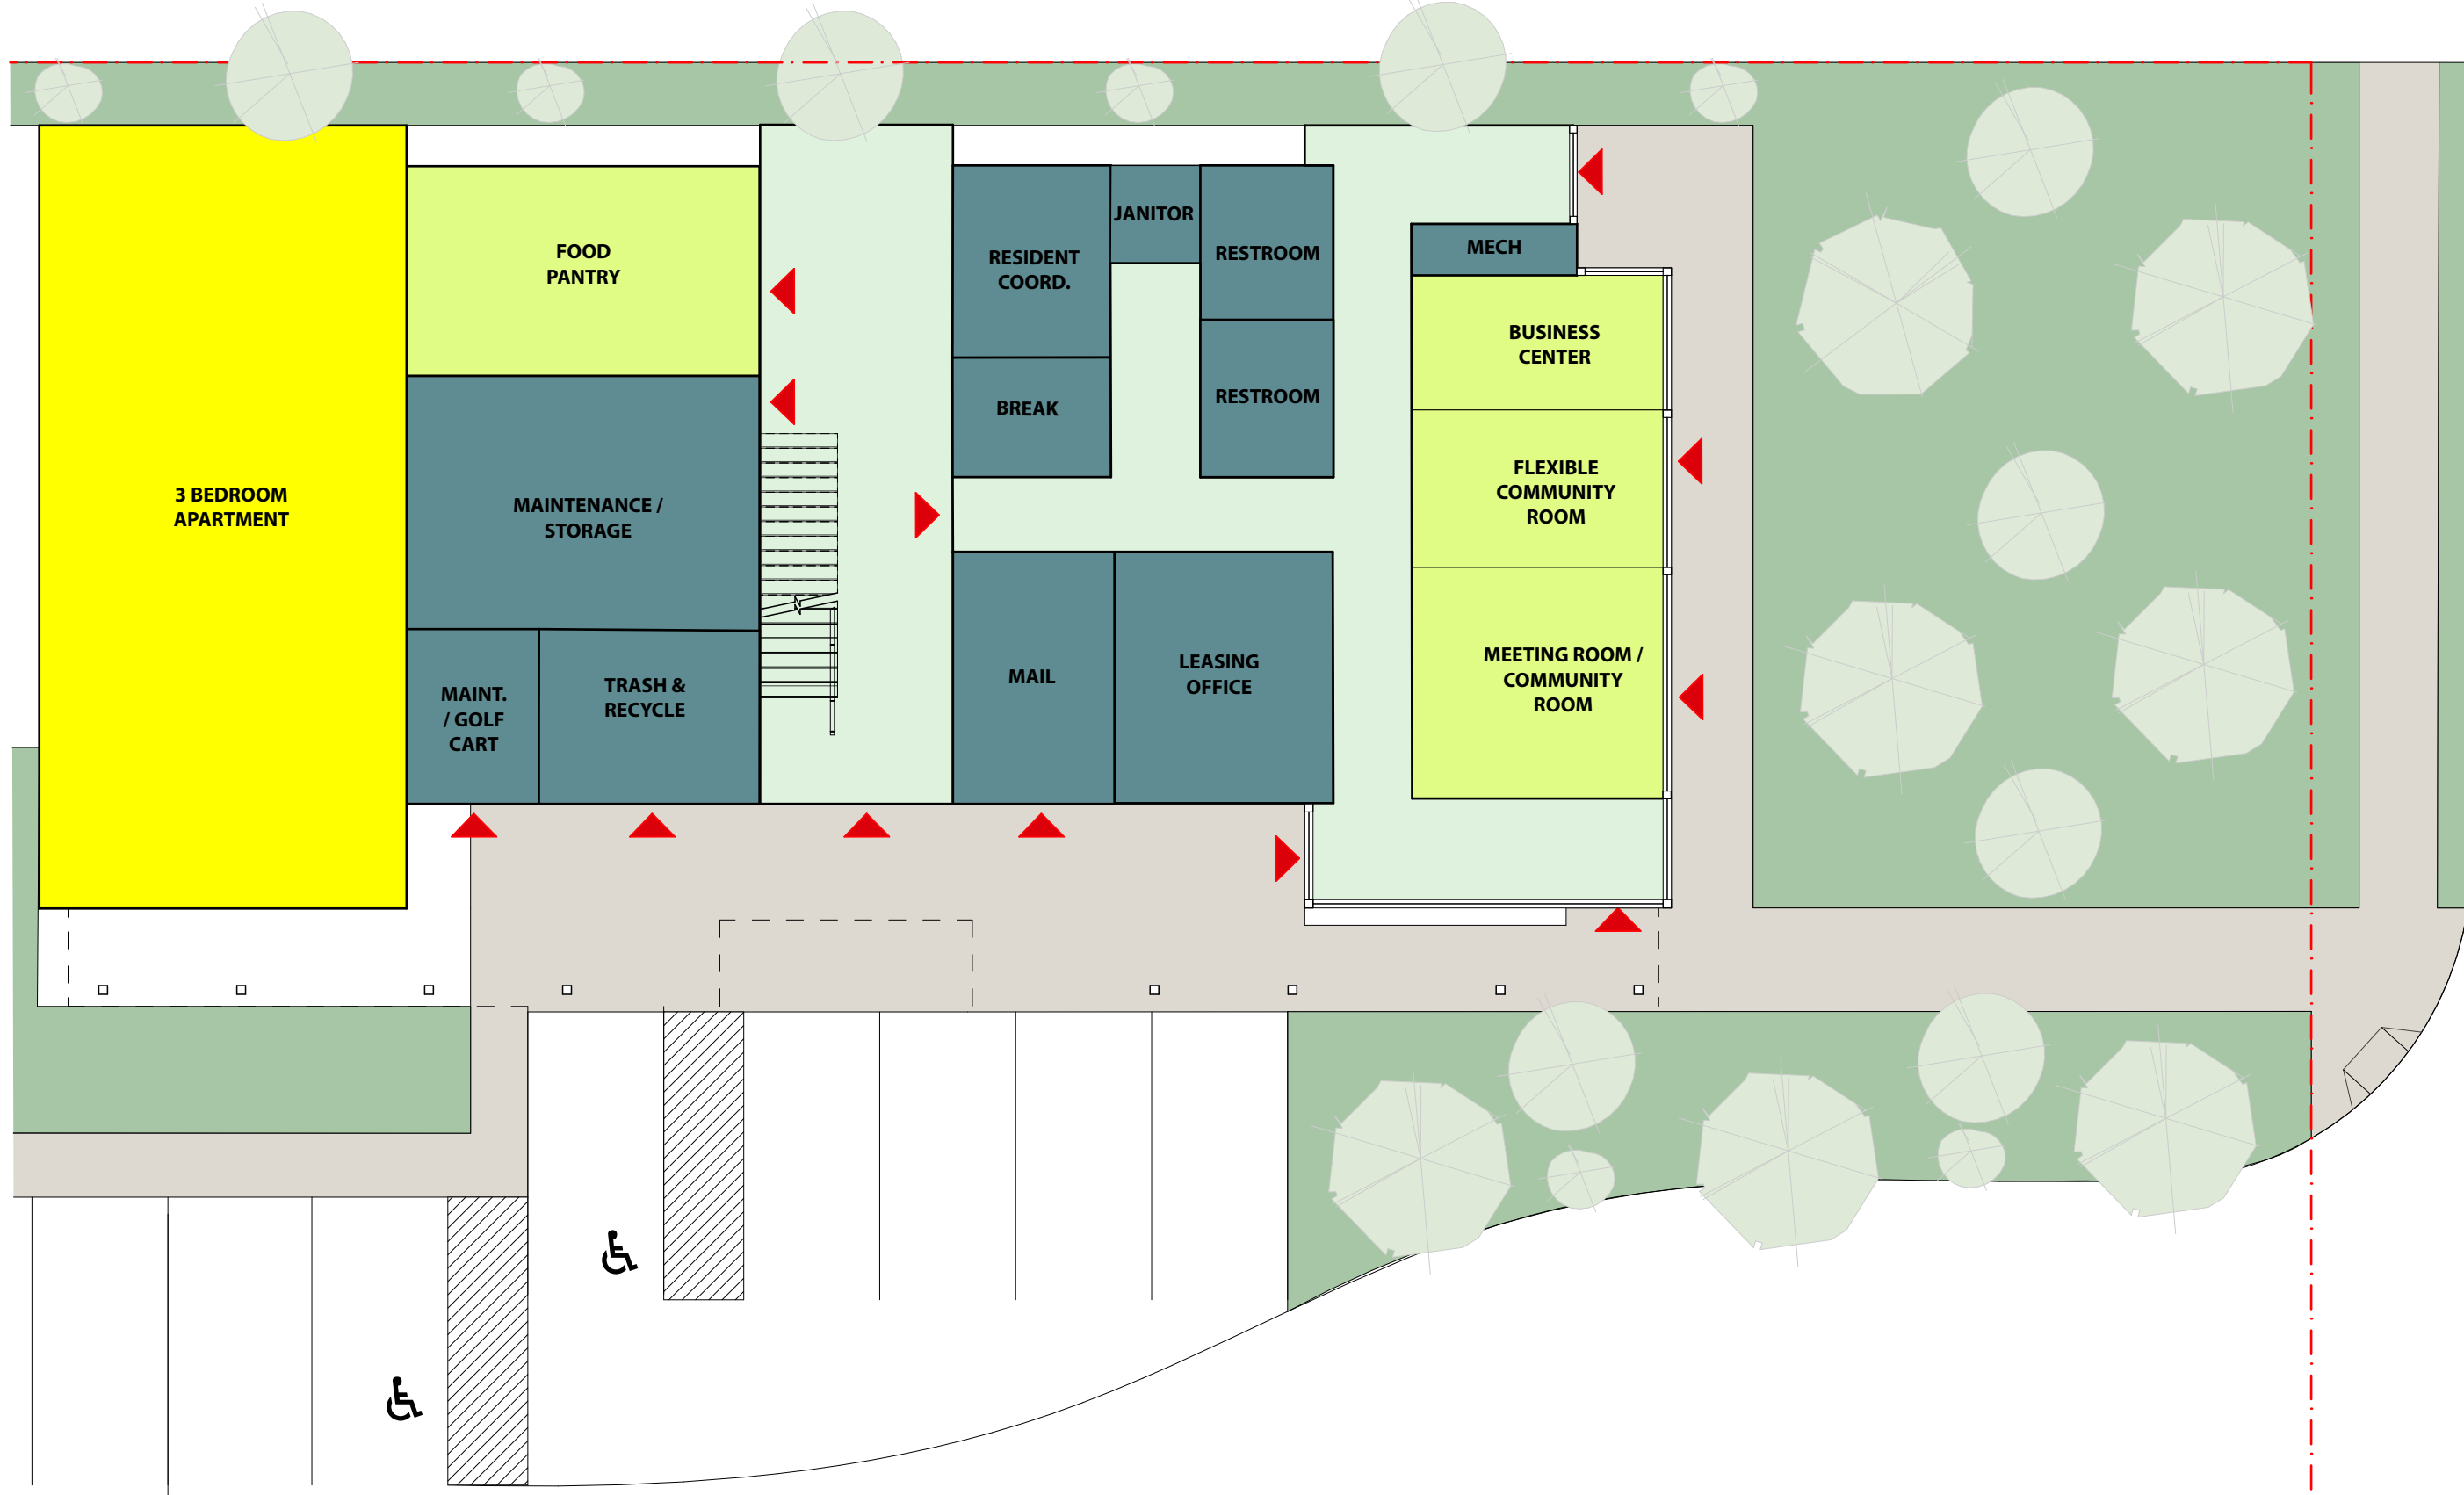 3 BEDROOM
APARTMENT
FOOD
PANTRY
MAINTENANCE /
STORAGE
MAINT.
/ GOLF
CART
TRASH &
RECYCLE
RESIDENT
COORD.
JANITOR
RESTROOM
BREAK
RESTROOM
MAIL
LEASING
OFFICE
MECH
BUSINESS
CENTER
FLEXIBLE
COMMUNITY
ROOM
MEETING ROOM /
COMMUNITY
ROOM